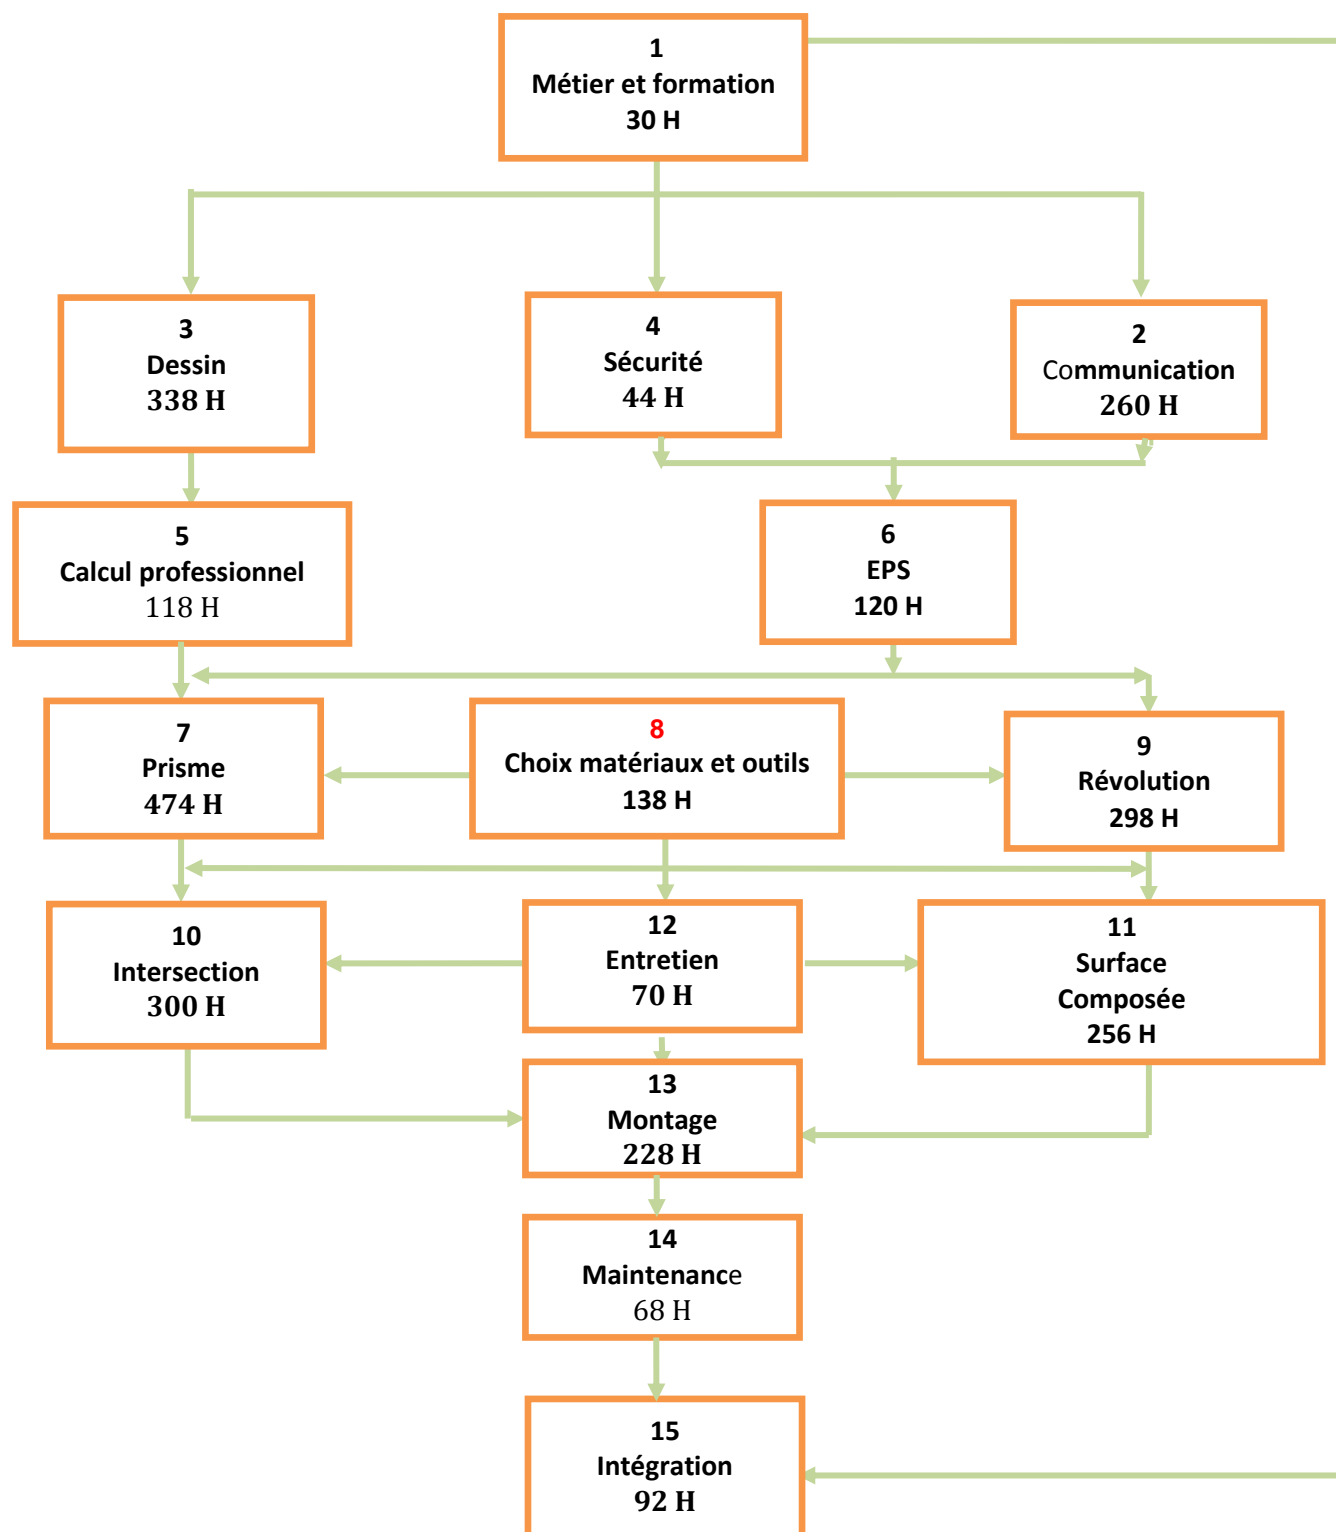 1
Métier et formation
30 H
3
Dessin
338 H
4
Sécurité
44 H
2
Communication
260 H
5
Calcul professionnel
118 H
6
EPS
120 H
7
Prisme
474 H
8
Choix matériaux et outils
138 H
9
Révolution
298 H
10
Intersection
300 H
12
Entretien
70 H
11
Surface
Composée
256 H
13
Montage
228 H
14
Maintenance
68 H
15
Intégration
92 H